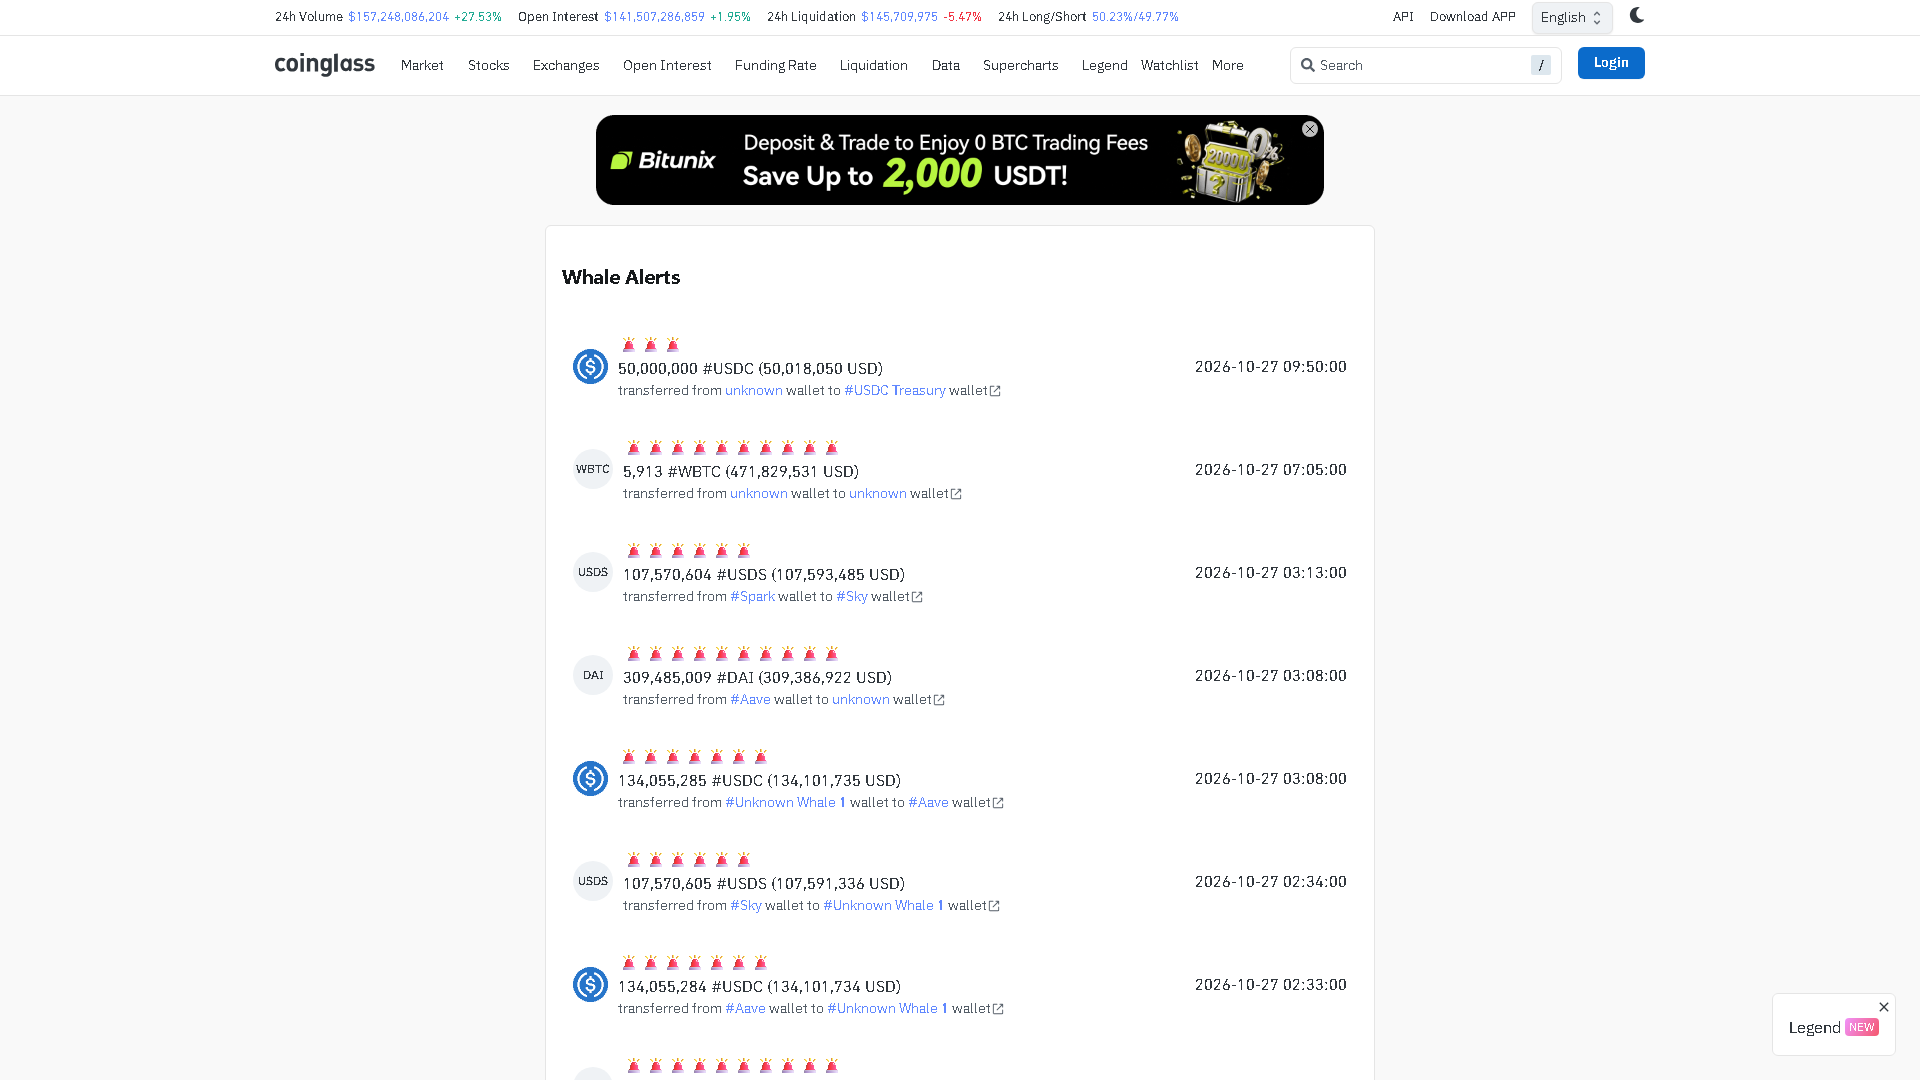 24h Volume $157,248,086,204 +27.53% Open Interest $141,507,286,859 +1.95% 24h Liquidation $145,709,975 -5.47% 24h Long/Short 50.23%/49.77% API Download APP English
coinglass Market Stocks Exchanges Open Interest Funding Rate Liquidation Data Supercharts Legend Watchlist More Search / Login
Bitunix Deposit & Trade to Enjoy 0 BTC Trading Fees
Save Up to 2,000 USDT!
Whale Alerts
50,000,000 #USDC (50,018,050 USD) 2026-10-27 09:50:00
transferred from unknown wallet to #USDC Treasury wallet
WBTC 5,913 #WBTC (471,829,531 USD) 2026-10-27 07:05:00
transferred from unknown wallet to unknown wallet
USDS 107,570,604 #USDS (107,593,485 USD) 2026-10-27 03:13:00
transferred from #Spark wallet to #Sky wallet
DAI 309,485,009 #DAI (309,386,922 USD) 2026-10-27 03:08:00
transferred from #Aave wallet to unknown wallet
134,055,285 #USDC (134,101,735 USD) 2026-10-27 03:08:00
transferred from #Unknown Whale 1 wallet to #Aave wallet
USDS 107,570,605 #USDS (107,591,336 USD) 2026-10-27 02:34:00
transferred from #Sky wallet to #Unknown Whale 1 wallet
134,055,284 #USDC (134,101,734 USD) 2026-10-27 02:33:00
transferred from #Aave wallet to #Unknown Whale 1 wallet
Legend NEW